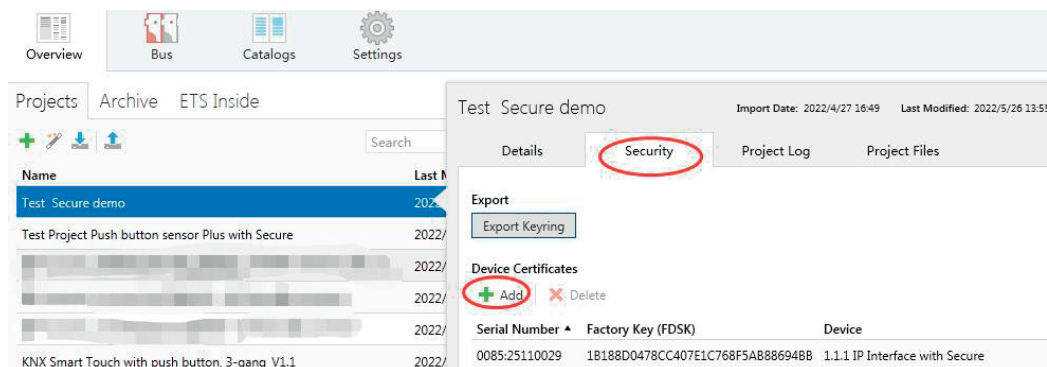 Overview Bus Catalogs Settings
Projects Archive ETS Inside
Search
Name Last M
Test Secure demo 202
Test Project Push button sensor Plus with Secure 2022/
2022/
2022/
2022/
KNX Smart Touch with push button, 3-gang V1.1 2022/
Test Secure demo Import Date: 2022/4/27 16:49 Last Modified: 2022/5/26 13:55
Details Security Project Log Project Files
Export
Export Keyring
Device Certificates
Add Delete
Serial Number Factory Key (FDSK) Device
0085:25110029 1B188D0478CC407E1C768F5AB88694BB 1.1.1 IP Interface with Secure